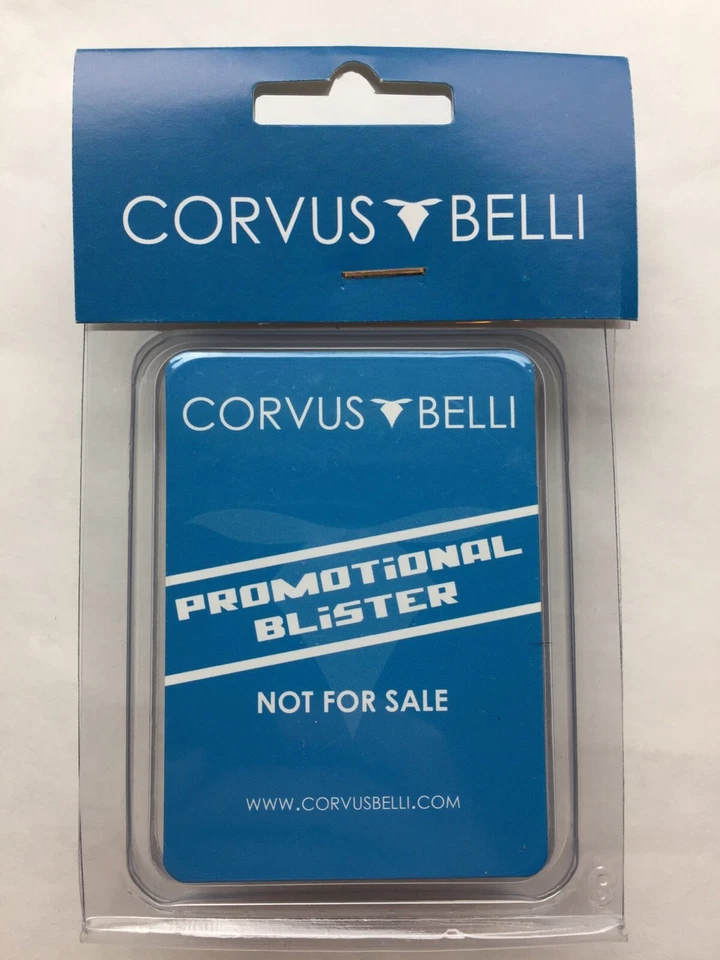 CORVUS BELLI
CORVUS BELLI
PROMOTiONAL
BLiSTER
NOT FOR SALE
WWW.CORVUSBELLI.COM